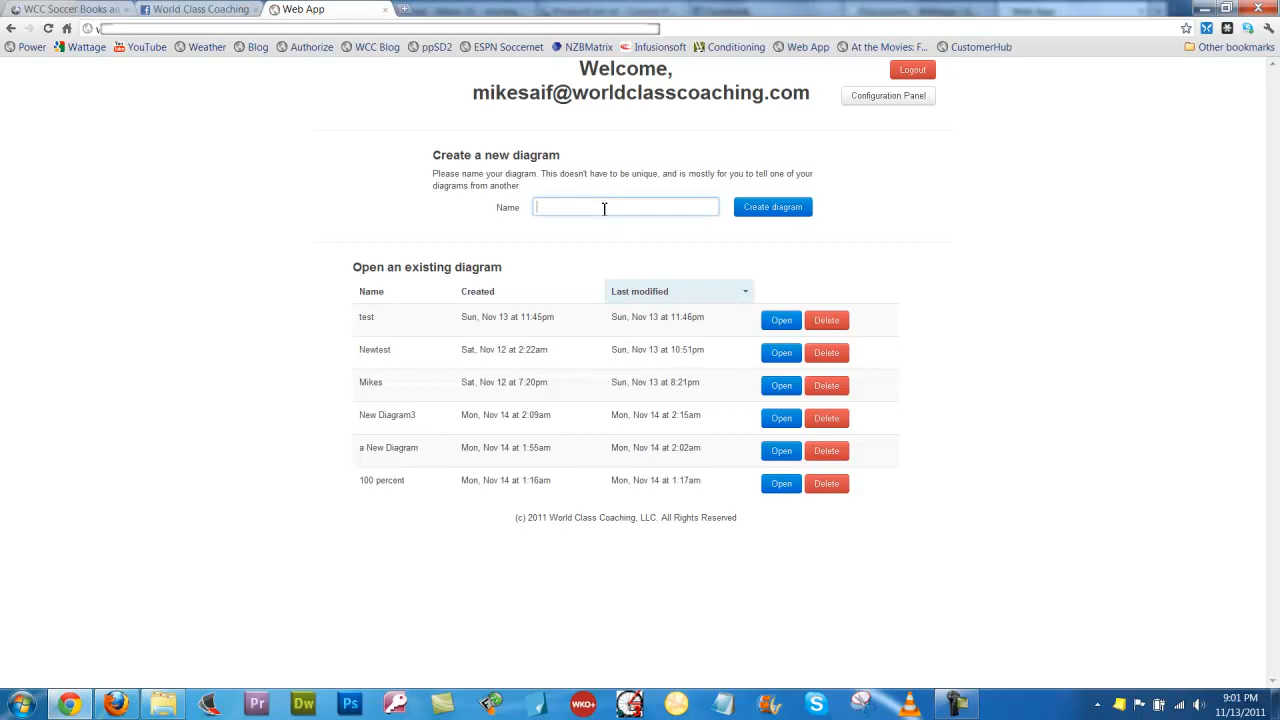 WCC Soccer Books a
World Class Coaching
Web App
Power
Wattage
YouTube
Weather
Blog
Authorize
WCC Blog
ppSD2
ESPN Soccernet
NZBMatrix
Infusionsoft
Conditioning
Web App
At the Movies: F...
CustomerHub
Other bookmarks
Welcome,
mikesaif@worldclasscoaching.com
Logout
Configuration Panel
Create a new diagram
Please name your diagram. This doesn't have to be unique, and is mostly for you to tell one of your
diagrams from another
Name
Create diagram
Open an existing diagram
Name Created Last modified
test Sun, Nov 13 at 11:45pm Sun, Nov 13 at 11:46pm Open Delete
Newtest Sat, Nov 12 at 2:22am Sun, Nov 13 at 10:51pm Open Delete
Mikes Sat, Nov 12 at 7:20pm Sun, Nov 13 at 8:21pm Open Delete
New Diagram3 Mon, Nov 14 at 2:09am Mon, Nov 14 at 2:15am Open Delete
a New Diagram Mon, Nov 14 at 1:55am Mon, Nov 14 at 2:02am Open Delete
100 percent Mon, Nov 14 at 1:16am Mon, Nov 14 at 1:17am Open Delete
(c) 2011 World Class Coaching, LLC. All Rights Reserved
Pr
Dw
Ps
WKO+
9:01 PM
11/13/2011